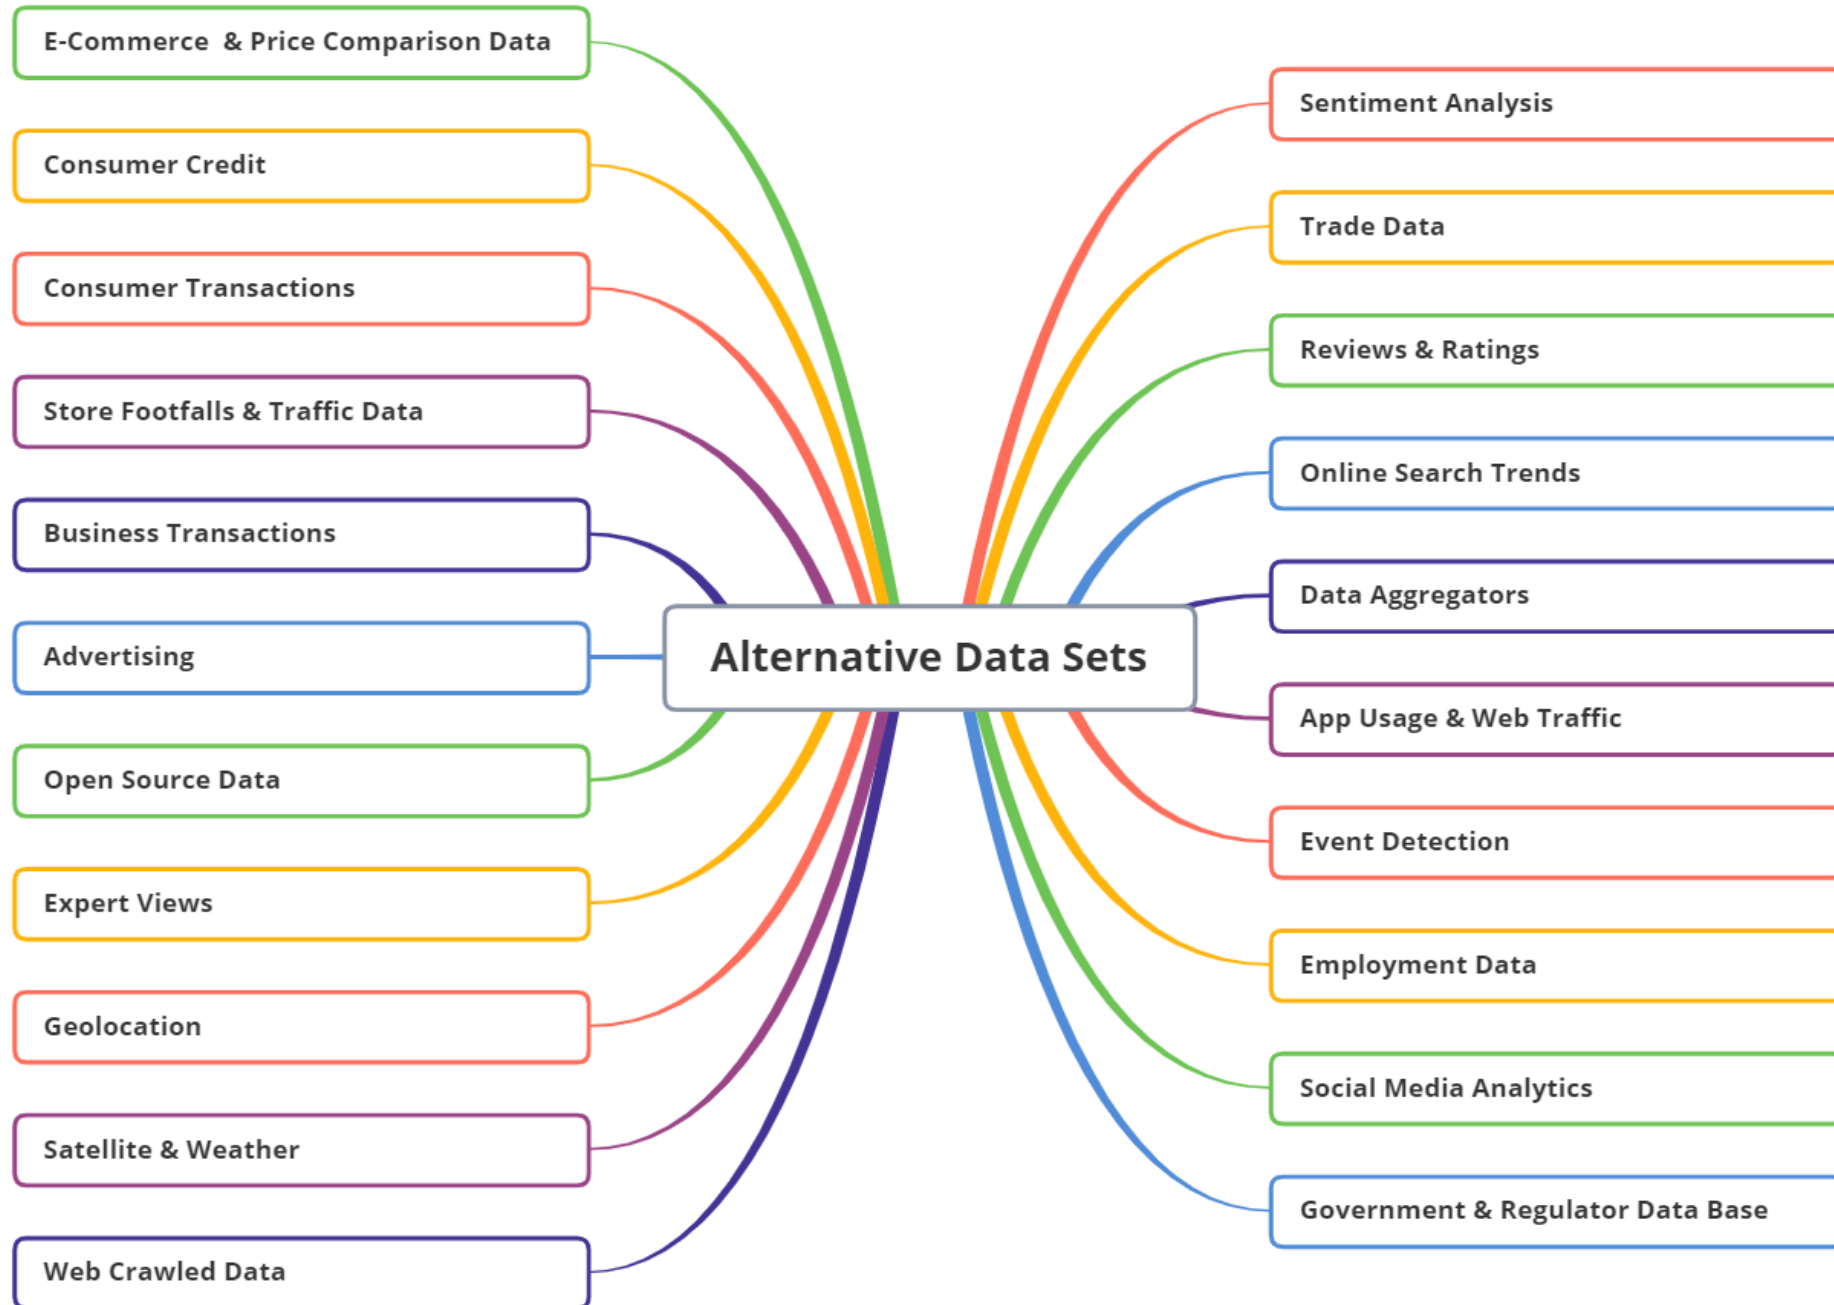 E-Commerce  & Price Comparison Data
Consumer Credit
Consumer Transactions
Store Footfalls & Traffic Data
Business Transactions
Advertising
Open Source Data
Expert Views
Geolocation
Satellite & Weather
Web Crawled Data
Alternative Data Sets
Sentiment Analysis
Trade Data
Reviews & Ratings
Online Search Trends
Data Aggregators
App Usage & Web Traffic
Event Detection
Employment Data
Social Media Analytics
Government & Regulator Data Base